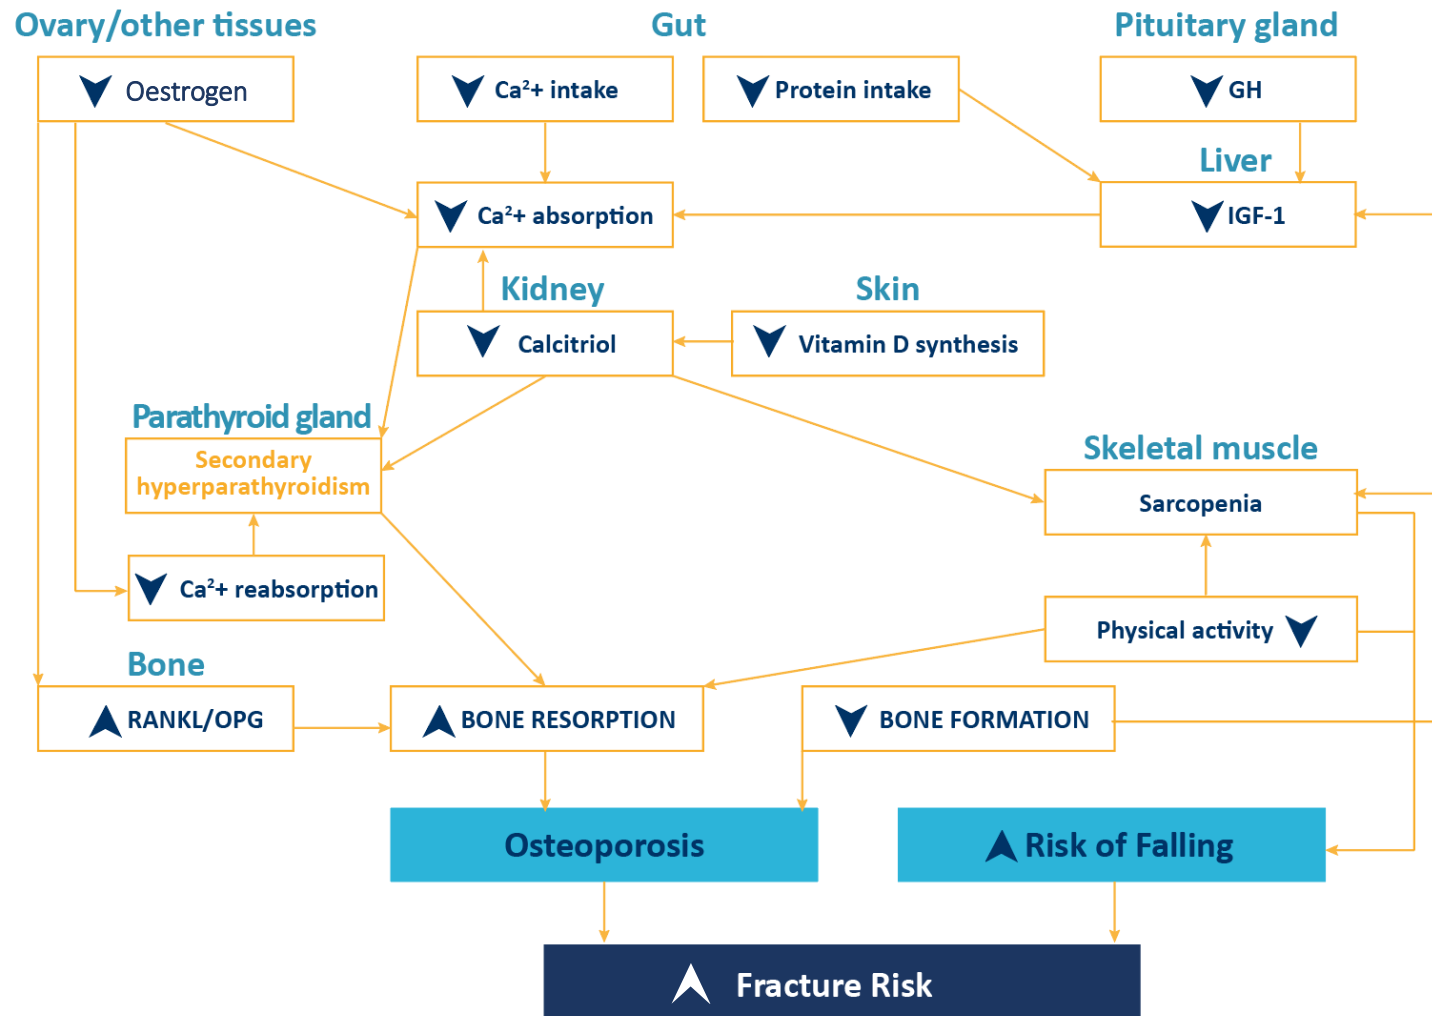 Ovary/other tissues
Gut
Pituitary gland
Oestrogen
Ca²+ intake
Protein intake
GH
Liver
Ca²+ absorption
IGF-1
Kidney
Skin
Calcitriol
Vitamin D synthesis
Parathyroid gland
Secondary
hyperparathyroidism
Skeletal muscle
Sarcopenia
Ca²+ reabsorption
Physical activity
Bone
RANKL/OPG
BONE RESORPTION
BONE FORMATION
Osteoporosis
Risk of Falling
Fracture Risk